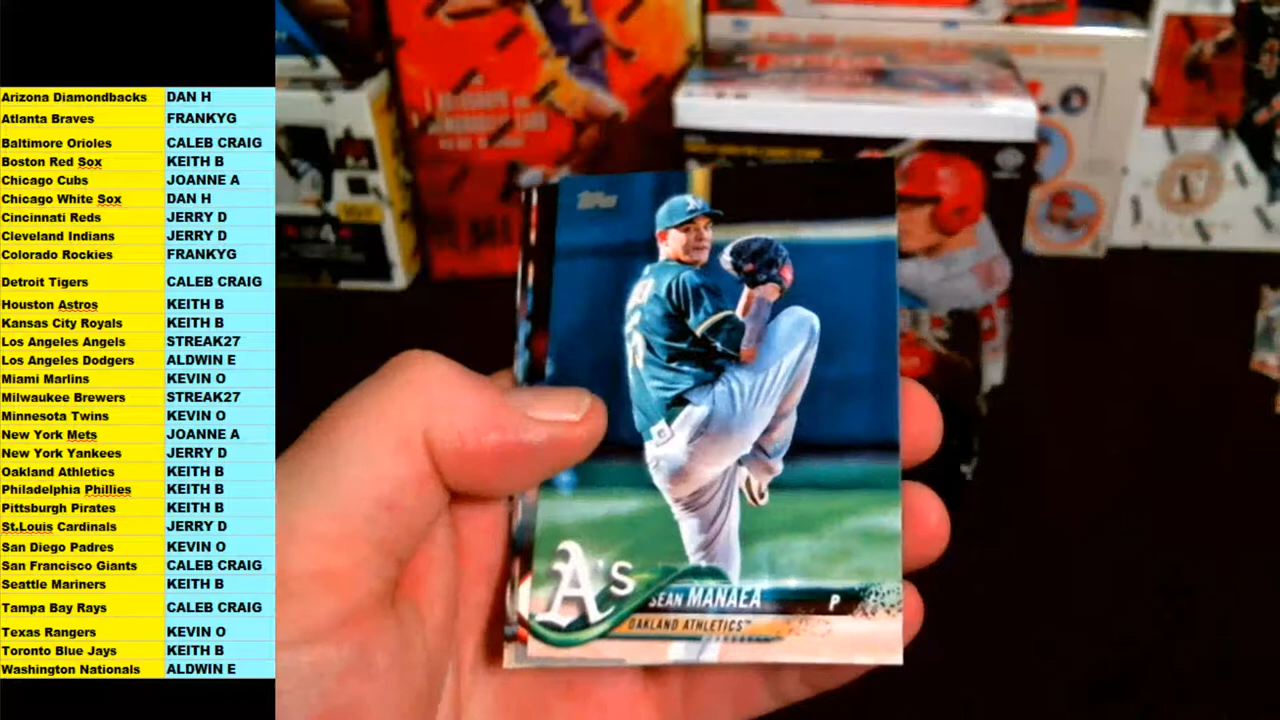 Arizona Diamondbacks DAN H
Atlanta Braves FRANKYG
Baltimore Orioles CALEB CRAIG
Boston Red Sox KEITH B
Chicago Cubs JOANNE A
Chicago White Sox DAN H
Cincinnati Reds JERRY D
Cleveland Indians JERRY D
Colorado Rockies FRANKYG
Detroit Tigers CALEB CRAIG
Houston Astros KEITH B
Kansas City Royals KEITH B
Los Angeles Angels STREAK27
Los Angeles Dodgers ALDWIN E
Miami Marlins KEVIN O
Milwaukee Brewers STREAK27
Minnesota Twins KEVIN O
New York Mets JOANNE A
New York Yankees JERRY D
Oakland Athletics KEITH B
Philadelphia Phillies KEITH B
Pittsburgh Pirates KEITH B
St.Louis Cardinals JERRY D
San Diego Padres KEVIN O
San Francisco Giants CALEB CRAIG
Seattle Mariners KEITH B
Tampa Bay Rays CALEB CRAIG
Texas Rangers KEVIN O
Toronto Blue Jays KEITH B
Washington Nationals ALDWIN E
Topps
A's
SEAN MANAEA P
OAKLAND ATHLETICS™